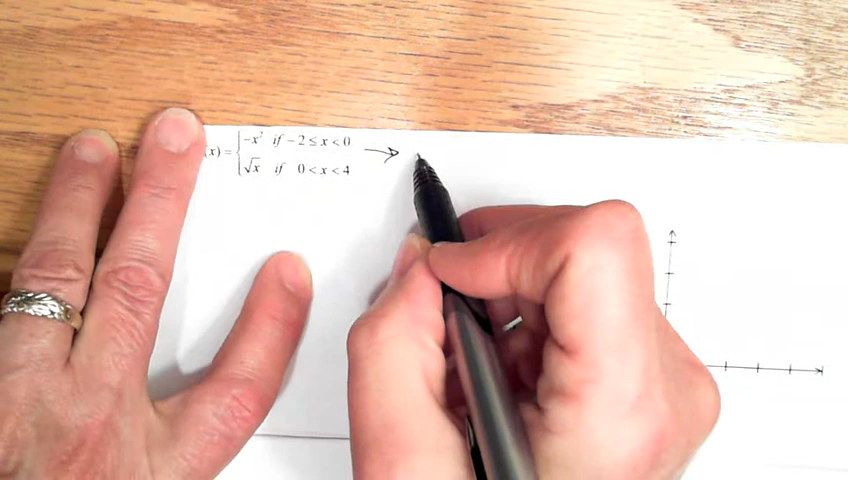 (x) = { -x² if -2 ≤ x < 0
√x if 0 < x < 4 →